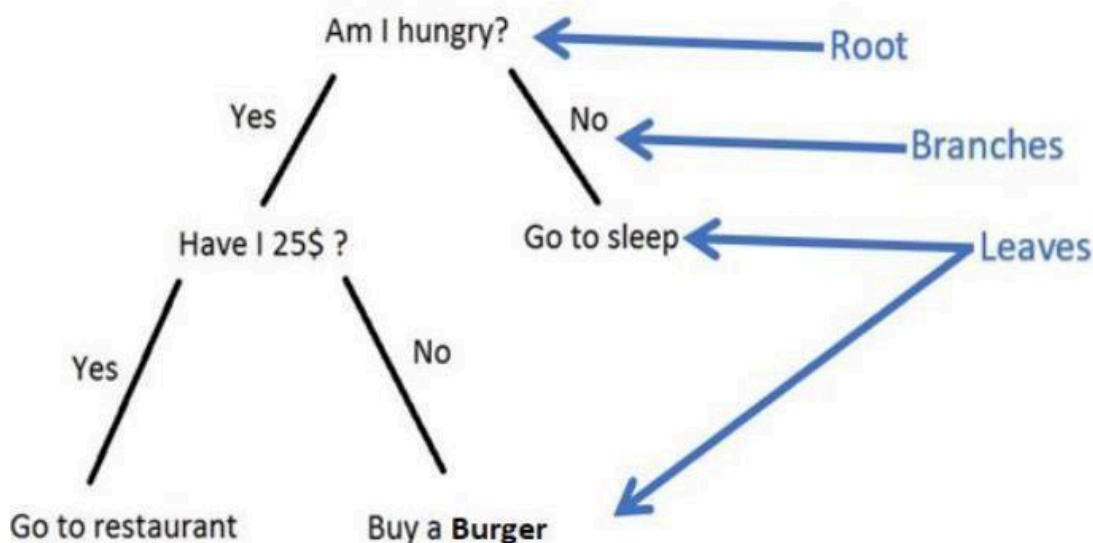 Am I hungry?
Root
Yes
No
Branches
Have I 25$ ?
Go to sleep
Leaves
Yes
No
Go to restaurant
Buy a Burger